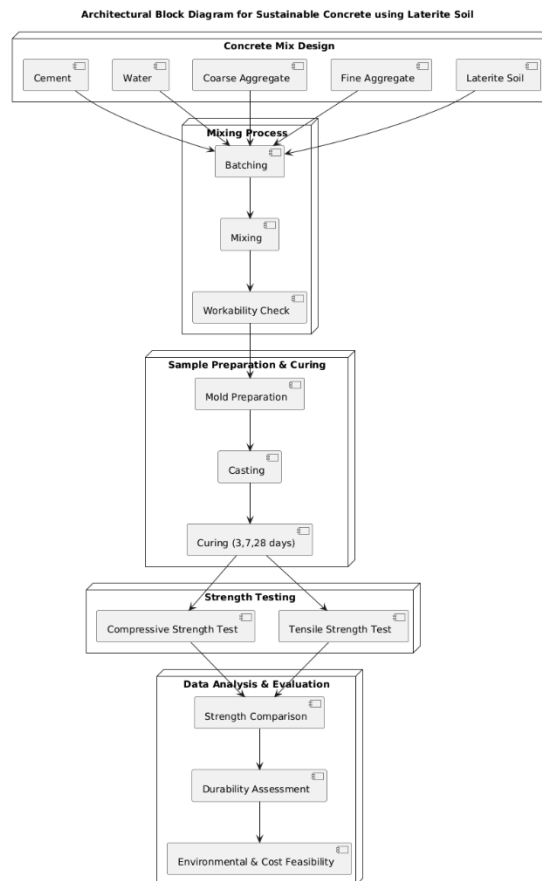 Architectural Block Diagram for Sustainable Concrete using Laterite Soil
Concrete Mix Design
Cement
Water
Coarse Aggregate
Fine Aggregate
Laterite Soil
Mixing Process
Batching
Mixing
Workability Check
Sample Preparation & Curing
Mold Preparation
Casting
Curing (3,7,28 days)
Strength Testing
Compressive Strength Test
Tensile Strength Test
Data Analysis & Evaluation
Strength Comparison
Durability Assessment
Environmental & Cost Feasibility